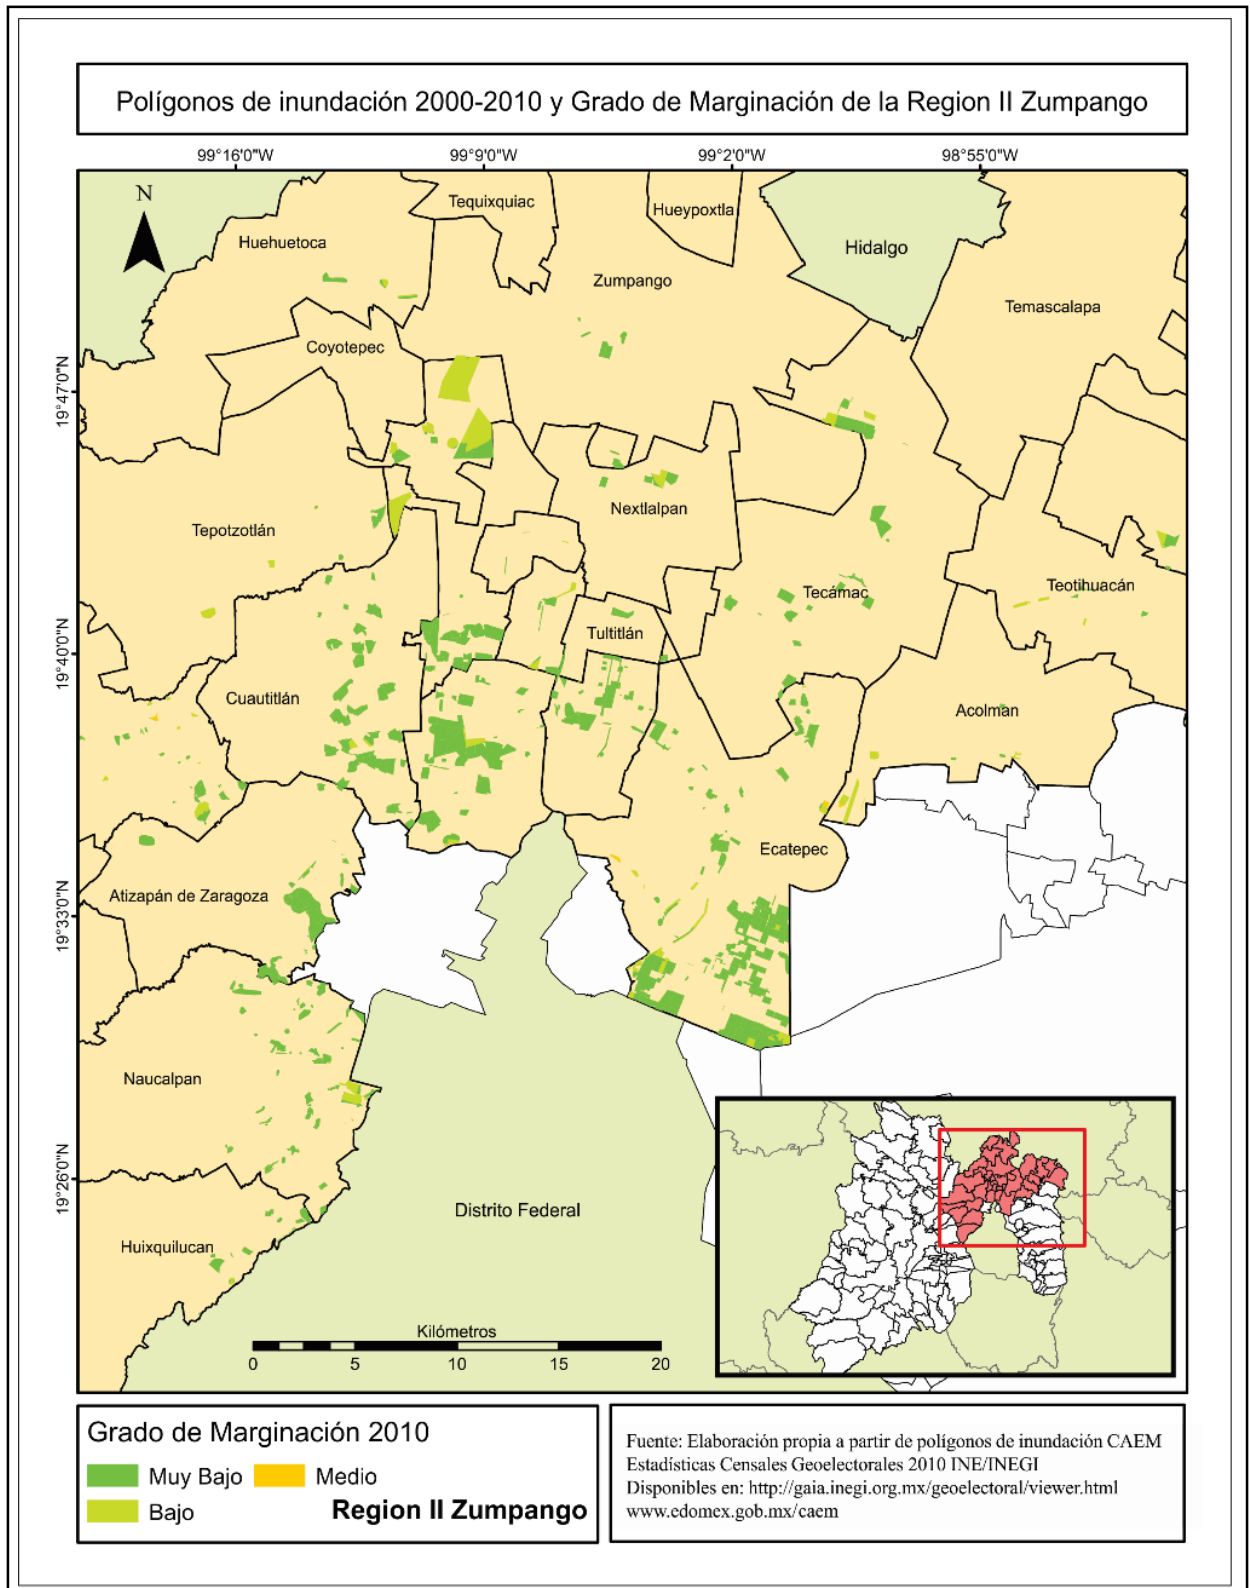 Polígonos de inundación 2000-2010 y Grado de Marginación de la Region II Zumpango
99°16'0"W
99°9'0"W
99°2'0"W
98°55'0"W
N
Tequixquiac
Hueypoxtla
Huehuetoca
Hidalgo
Zumpango
Temascalapa
Coyotepec
19°47'0"N
Nextlalpan
Tepotzotlán
Teotihuacán
Tecámac
Tultitlán
19°40'0"N
Cuautitlán
Acolman
Ecatepec
Atizapán de Zaragoza
19°33'0"N
Naucalpan
19°26'0"N
Distrito Federal
Huixquilucan
Kilómetros
0 5 10 15 20
Grado de Marginación 2010
Muy Bajo
Medio
Bajo
Region II Zumpango
Fuente: Elaboración propia a partir de polígonos de inundación CAEM
Estadísticas Censales Geoelectorales 2010 INE/INEGI
Disponibles en: http://gaia.inegi.org.mx/geoelectoral/viewer.html
www.edomex.gob.mx/caem